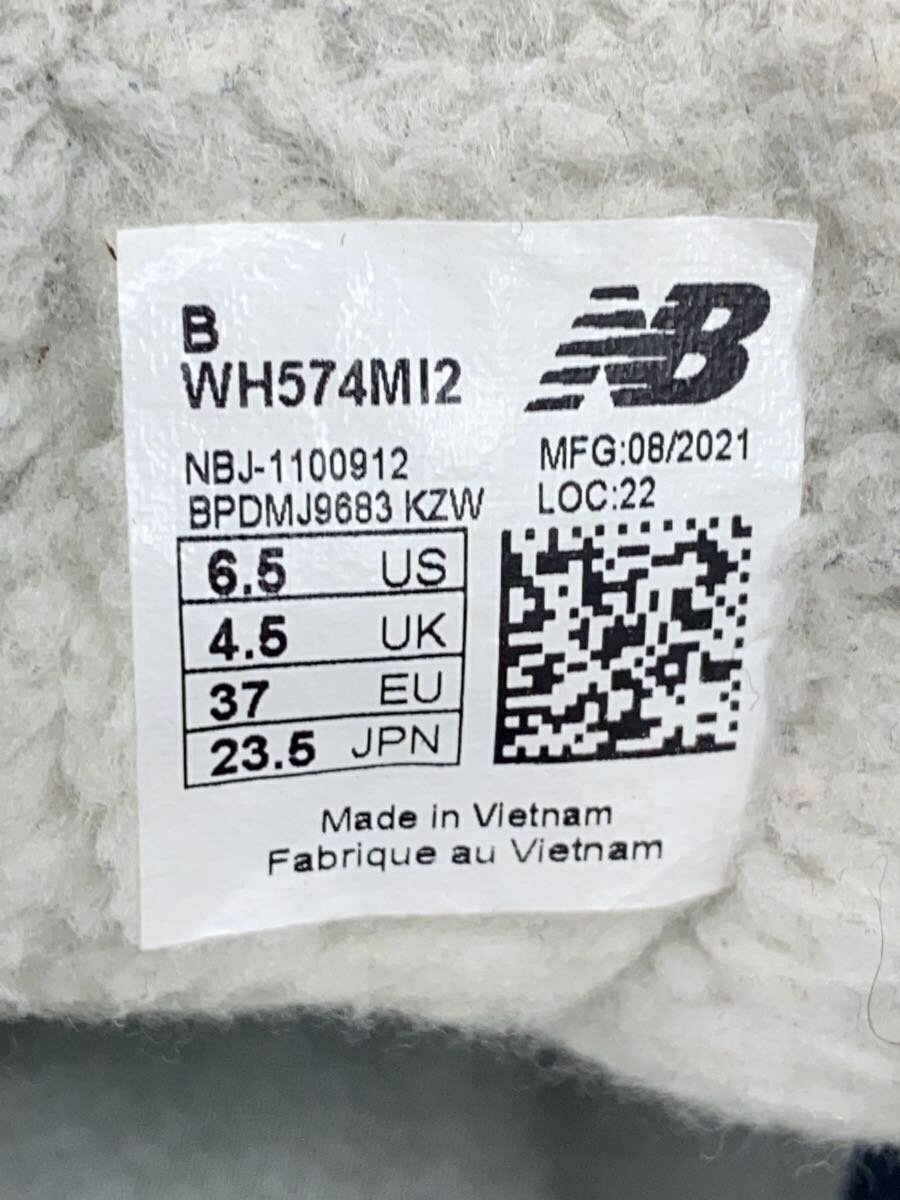 B
WH574MI2
NB
NBJ-1100912
BPDMJ9683 KZW
MFG:08/2021
LOC:22
6.5 US
4.5 UK
37 EU
23.5 JPN
Made in Vietnam
Fabrique au Vietnam